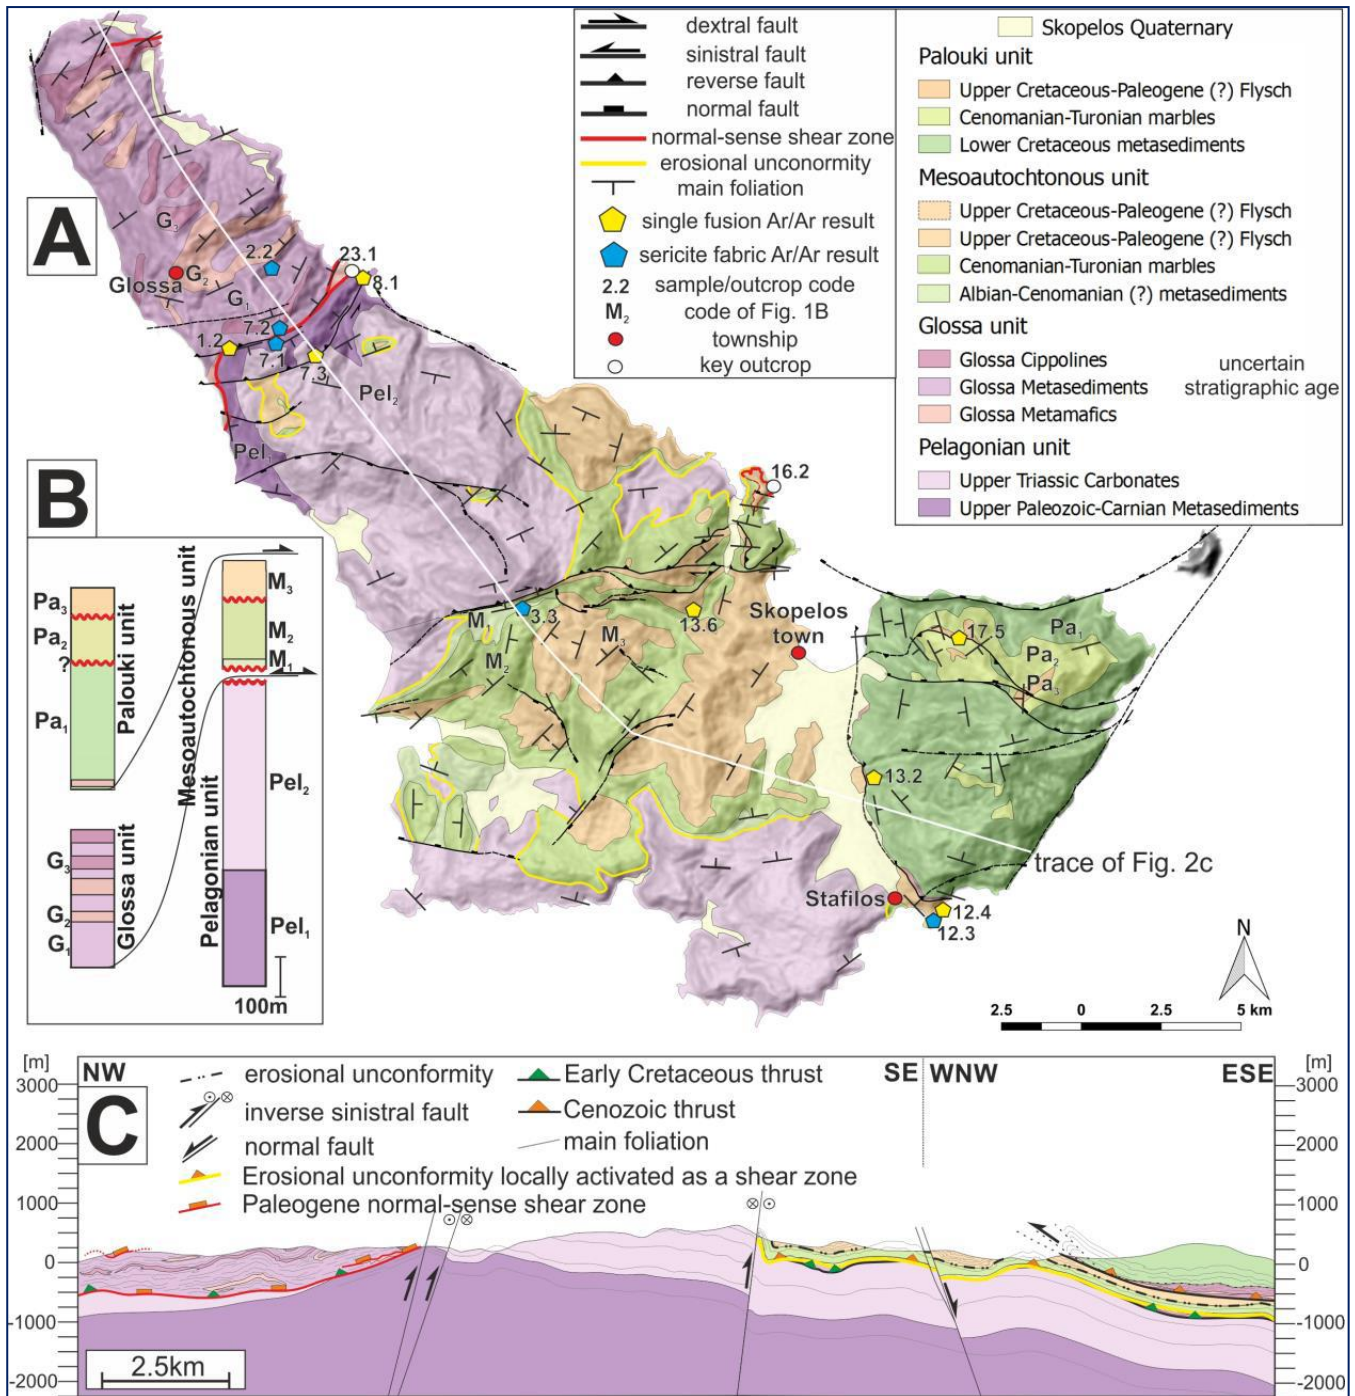 dextral fault
sinistral fault
reverse fault
normal fault
normal-sense shear zone
erosional unconormity
main foliation
single fusion Ar/Ar result
sericite fabric Ar/Ar result
2.2 sample/outcrop code
M2 code of Fig. 1B
township
key outcrop
Skopelos Quaternary
Palouki unit
Upper Cretaceous-Paleogene (?) Flysch
Cenomanian-Turonian marbles
Lower Cretaceous metasediments
Mesoautochtonous unit
Upper Cretaceous-Paleogene (?) Flysch
Upper Cretaceous-Paleogene (?) Flysch
Cenomanian-Turonian marbles
Albian-Cenomanian (?) metasediments
Glossa unit
Glossa Cippolines
Glossa Metasediments
Glossa Metamafics
uncertain
stratigraphic age
Pelagonian unit
Upper Triassic Carbonates
Upper Paleozoic-Carnian Metasediments
A
G3
2.2
23.1
Glossa
G2
8.1
G1
7.2
1.2
7.1
7.3
Pel2
Pel1
16.2
3.3
M1
M2
M3
13.6
Skopelos
town
17.5
Pa1
Pa2
Pa3
13.2
trace of Fig. 2c
Stafilos
12.4
12.3
N
2.5 0 2.5 5 km
B
Pa3
Pa2
?
Pa1
Palouki unit
Mesoautochtonous unit
M3
M2
M1
G3
G2
G1
Glossa unit
Pelagonian unit
Pel2
Pel1
100m
[m]
NW
C
SE
WNW
ESE
[m]
3000
2000
1000
0
-1000
-2000
erosional unconformity
inverse sinistral fault
normal fault
Early Cretaceous thrust
Cenozoic thrust
main foliation
Erosional unconformity locally activated as a shear zone
Paleogene normal-sense shear zone
3000
2000
1000
0
-1000
-2000
2.5km